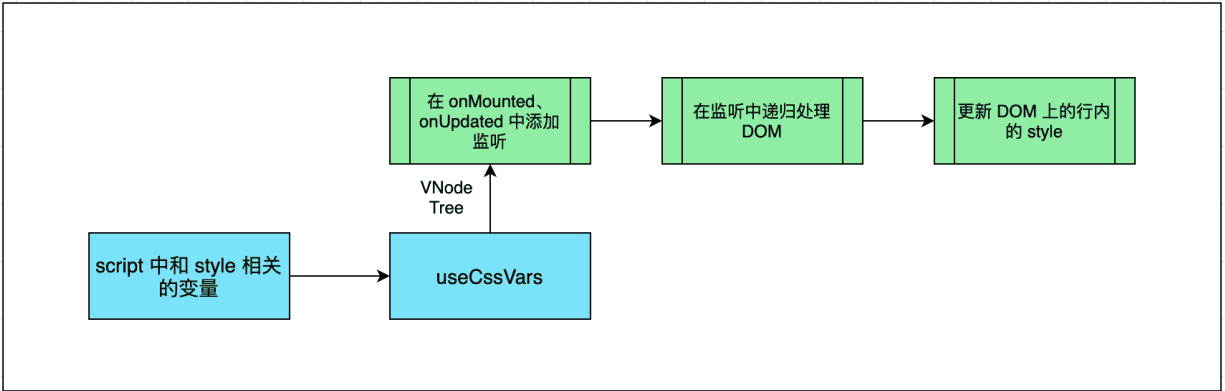 在 onMounted、
onUpdated 中添加
监听
在监听中递归处理
DOM
更新 DOM 上的行内
的 style
VNode
Tree
script 中和 style 相关
的变量
useCssVars